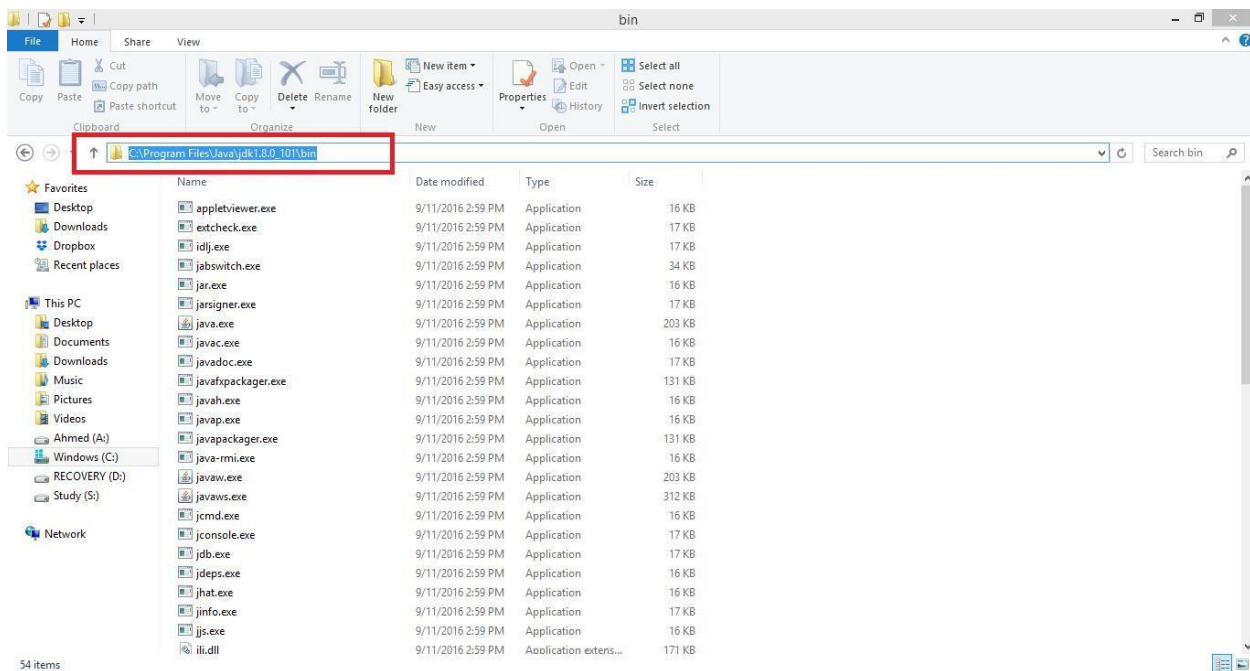 bin
File Home Share View
Copy
Paste
Cut
Copy path
Paste shortcut
Clipboard
Move to
Copy to
Delete
Rename
Organize
New folder
New item
Easy access
New
Properties
Open
Edit
History
Open
Select all
Select none
Invert selection
Select
C:\Program Files\Java\jdk1.8.0_101\bin
Search bin
Favorites
Desktop
Downloads
Dropbox
Recent places
This PC
Desktop
Documents
Downloads
Music
Pictures
Videos
Ahmed (A:)
Windows (C:)
RECOVERY (D:)
Study (S:)
Network
Name Date modified Type Size
appletviewer.exe 9/11/2016 2:59 PM Application 16 KB
extcheck.exe 9/11/2016 2:59 PM Application 17 KB
idlj.exe 9/11/2016 2:59 PM Application 17 KB
jabswitch.exe 9/11/2016 2:59 PM Application 34 KB
jar.exe 9/11/2016 2:59 PM Application 16 KB
jarsigner.exe 9/11/2016 2:59 PM Application 17 KB
java.exe 9/11/2016 2:59 PM Application 203 KB
javac.exe 9/11/2016 2:59 PM Application 16 KB
javadoc.exe 9/11/2016 2:59 PM Application 17 KB
javafxpackager.exe 9/11/2016 2:59 PM Application 131 KB
javah.exe 9/11/2016 2:59 PM Application 16 KB
javap.exe 9/11/2016 2:59 PM Application 16 KB
javapackager.exe 9/11/2016 2:59 PM Application 131 KB
java-rmi.exe 9/11/2016 2:59 PM Application 16 KB
javaw.exe 9/11/2016 2:59 PM Application 203 KB
javaws.exe 9/11/2016 2:59 PM Application 312 KB
jcmd.exe 9/11/2016 2:59 PM Application 16 KB
jconsole.exe 9/11/2016 2:59 PM Application 17 KB
jdb.exe 9/11/2016 2:59 PM Application 17 KB
jdeps.exe 9/11/2016 2:59 PM Application 16 KB
jhat.exe 9/11/2016 2:59 PM Application 16 KB
jinfo.exe 9/11/2016 2:59 PM Application 17 KB
jjs.exe 9/11/2016 2:59 PM Application 16 KB
jli.dll 9/11/2016 2:59 PM Application extens... 171 KB
54 items